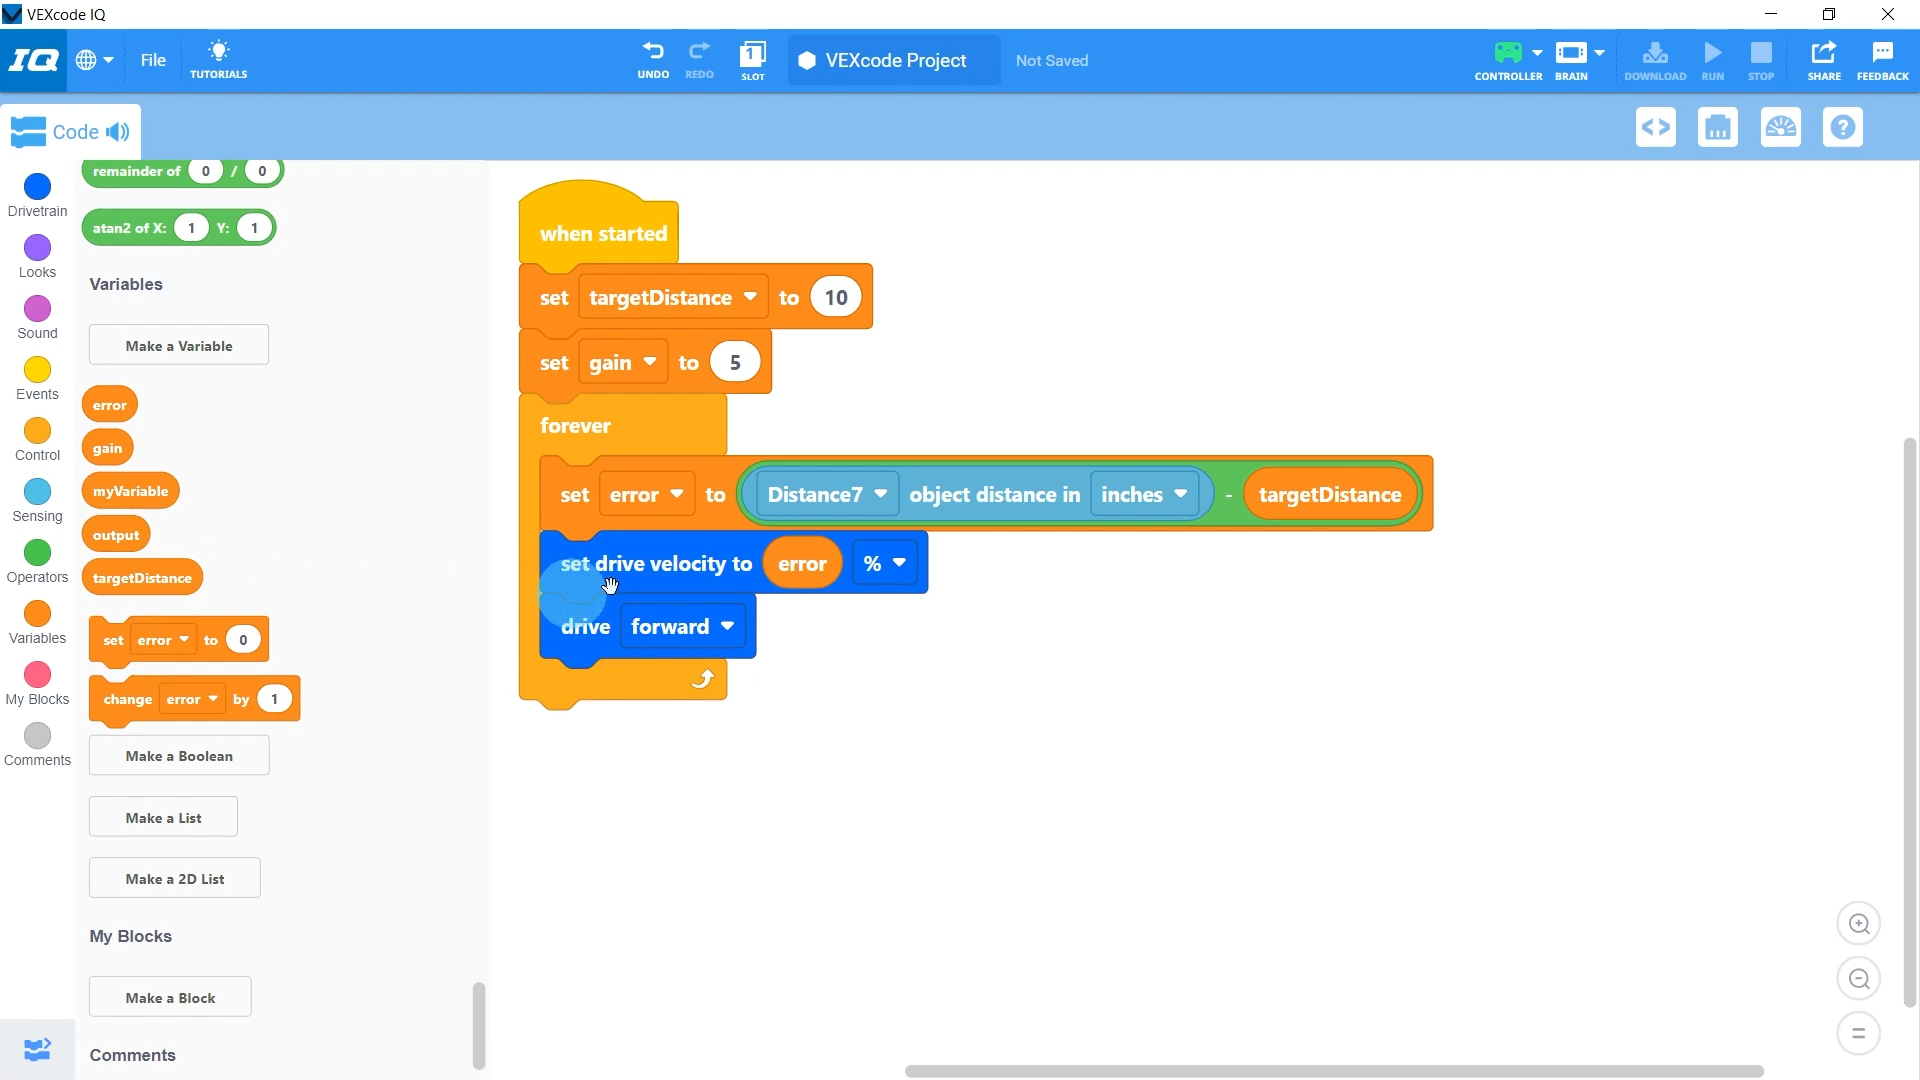 VEXcode IQ
IQ
File
TUTORIALS
UNDO
REDO
1
SLOT
VEXcode Project
Not Saved
CONTROLLER
BRAIN
DOWNLOAD
RUN
STOP
SHARE
FEEDBACK
Code
Drivetrain
Looks
Sound
Events
Control
Sensing
Operators
Variables
My Blocks
Comments
remainder of 0 / 0
atan2 of X: 1 Y: 1
Variables
Make a Variable
error
gain
myVariable
output
targetDistance
set error to 0
change error by 1
Make a Boolean
Make a List
Make a 2D List
My Blocks
Make a Block
Comments
when started
set targetDistance to 10
set gain to 5
forever
set error to Distance7 object distance in inches - targetDistance
set drive velocity to error %
drive forward